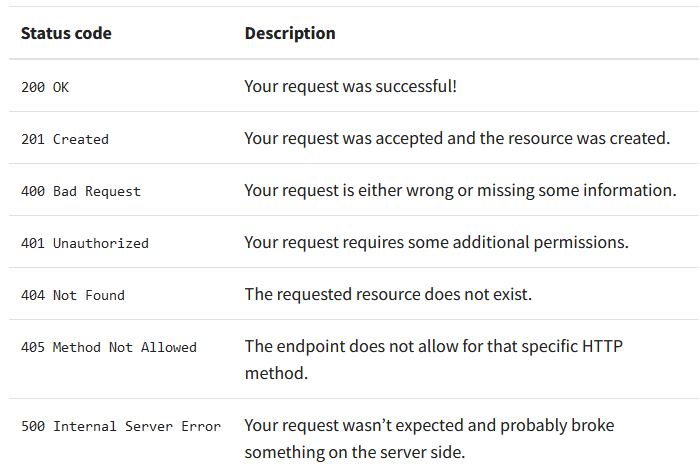 Status code Description
200 OK Your request was successful!
201 Created Your request was accepted and the resource was created.
400 Bad Request Your request is either wrong or missing some information.
401 Unauthorized Your request requires some additional permissions.
404 Not Found The requested resource does not exist.
405 Method Not Allowed The endpoint does not allow for that specific HTTP
method.
500 Internal Server Error Your request wasn’t expected and probably broke
something on the server side.